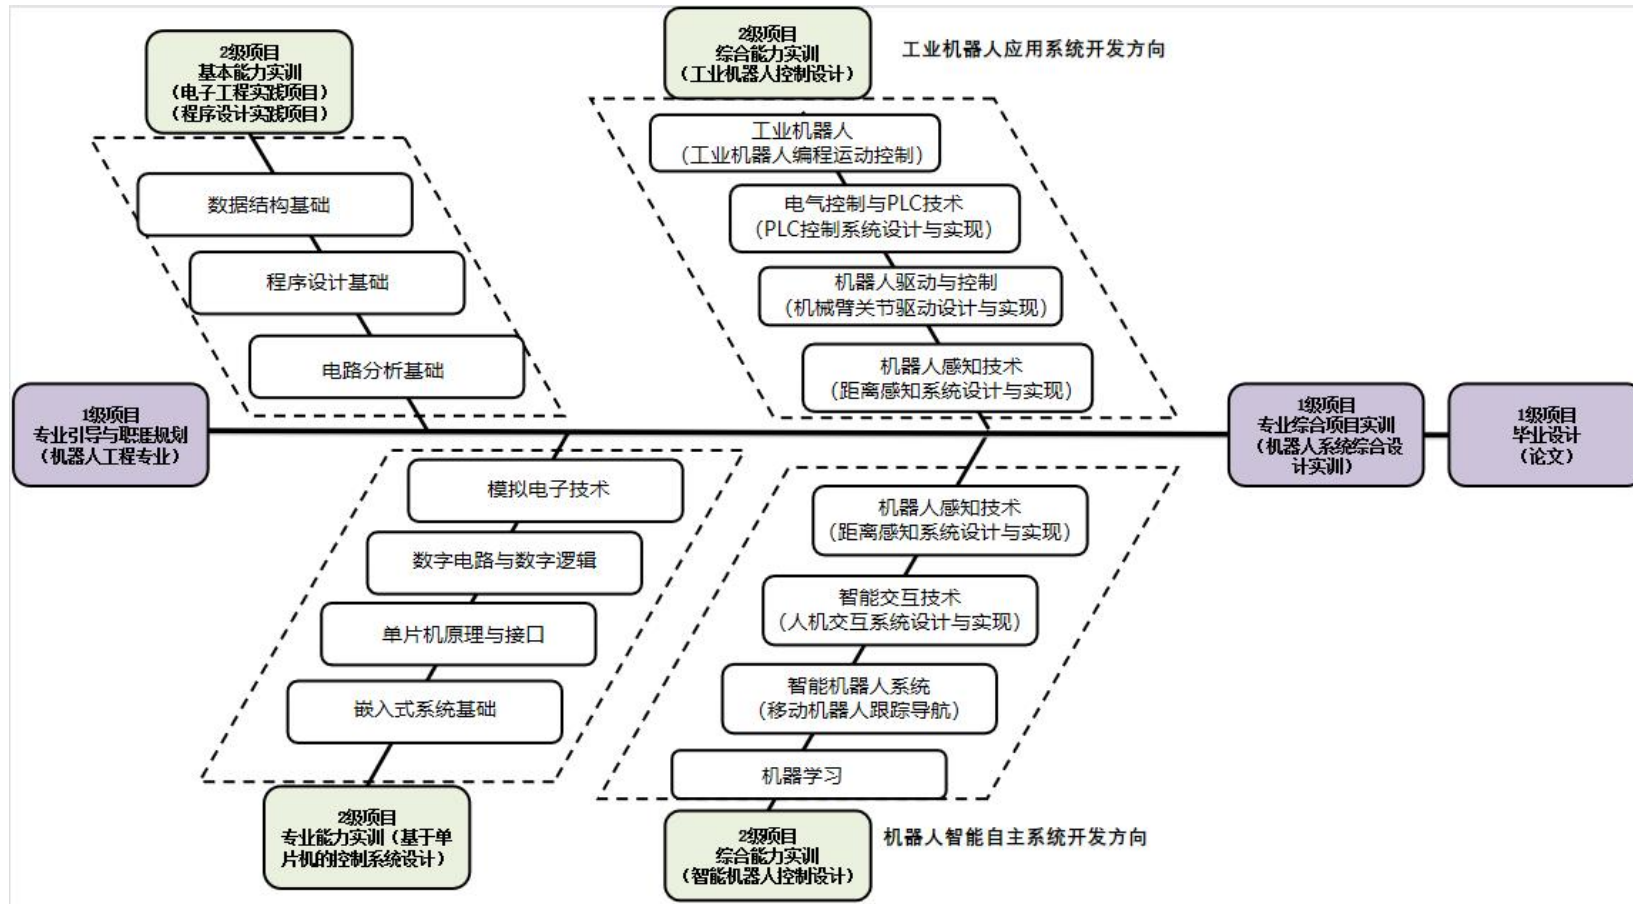 2级项目
基本能力实训
（电子工程实践项目）
（程序设计实践项目）
数据结构基础
程序设计基础
电路分析基础
2级项目
综合能力实训
（工业机器人控制设计）
工业机器人应用系统开发方向
工业机器人
（工业机器人编程运动控制）
电气控制与PLC技术
（PLC控制系统设计与实现）
机器人驱动与控制
（机械臂关节驱动设计与实现）
机器人感知技术
（距离感知系统设计与实现）
1级项目
专业引导与职涯规划
（机器人工程专业）
1级项目
专业综合项目实训
（机器人系统综合设
计实训）
1级项目
毕业设计
（论文）
模拟电子技术
数字电路与数字逻辑
单片机原理与接口
嵌入式系统基础
2级项目
专业能力实训（基于单
片机的控制系统设计）
机器人感知技术
（距离感知系统设计与实现）
智能交互技术
（人机交互系统设计与实现）
智能机器人系统
（移动机器人跟踪导航）
机器学习
2级项目
综合能力实训
（智能机器人控制设计）
机器人智能自主系统开发方向